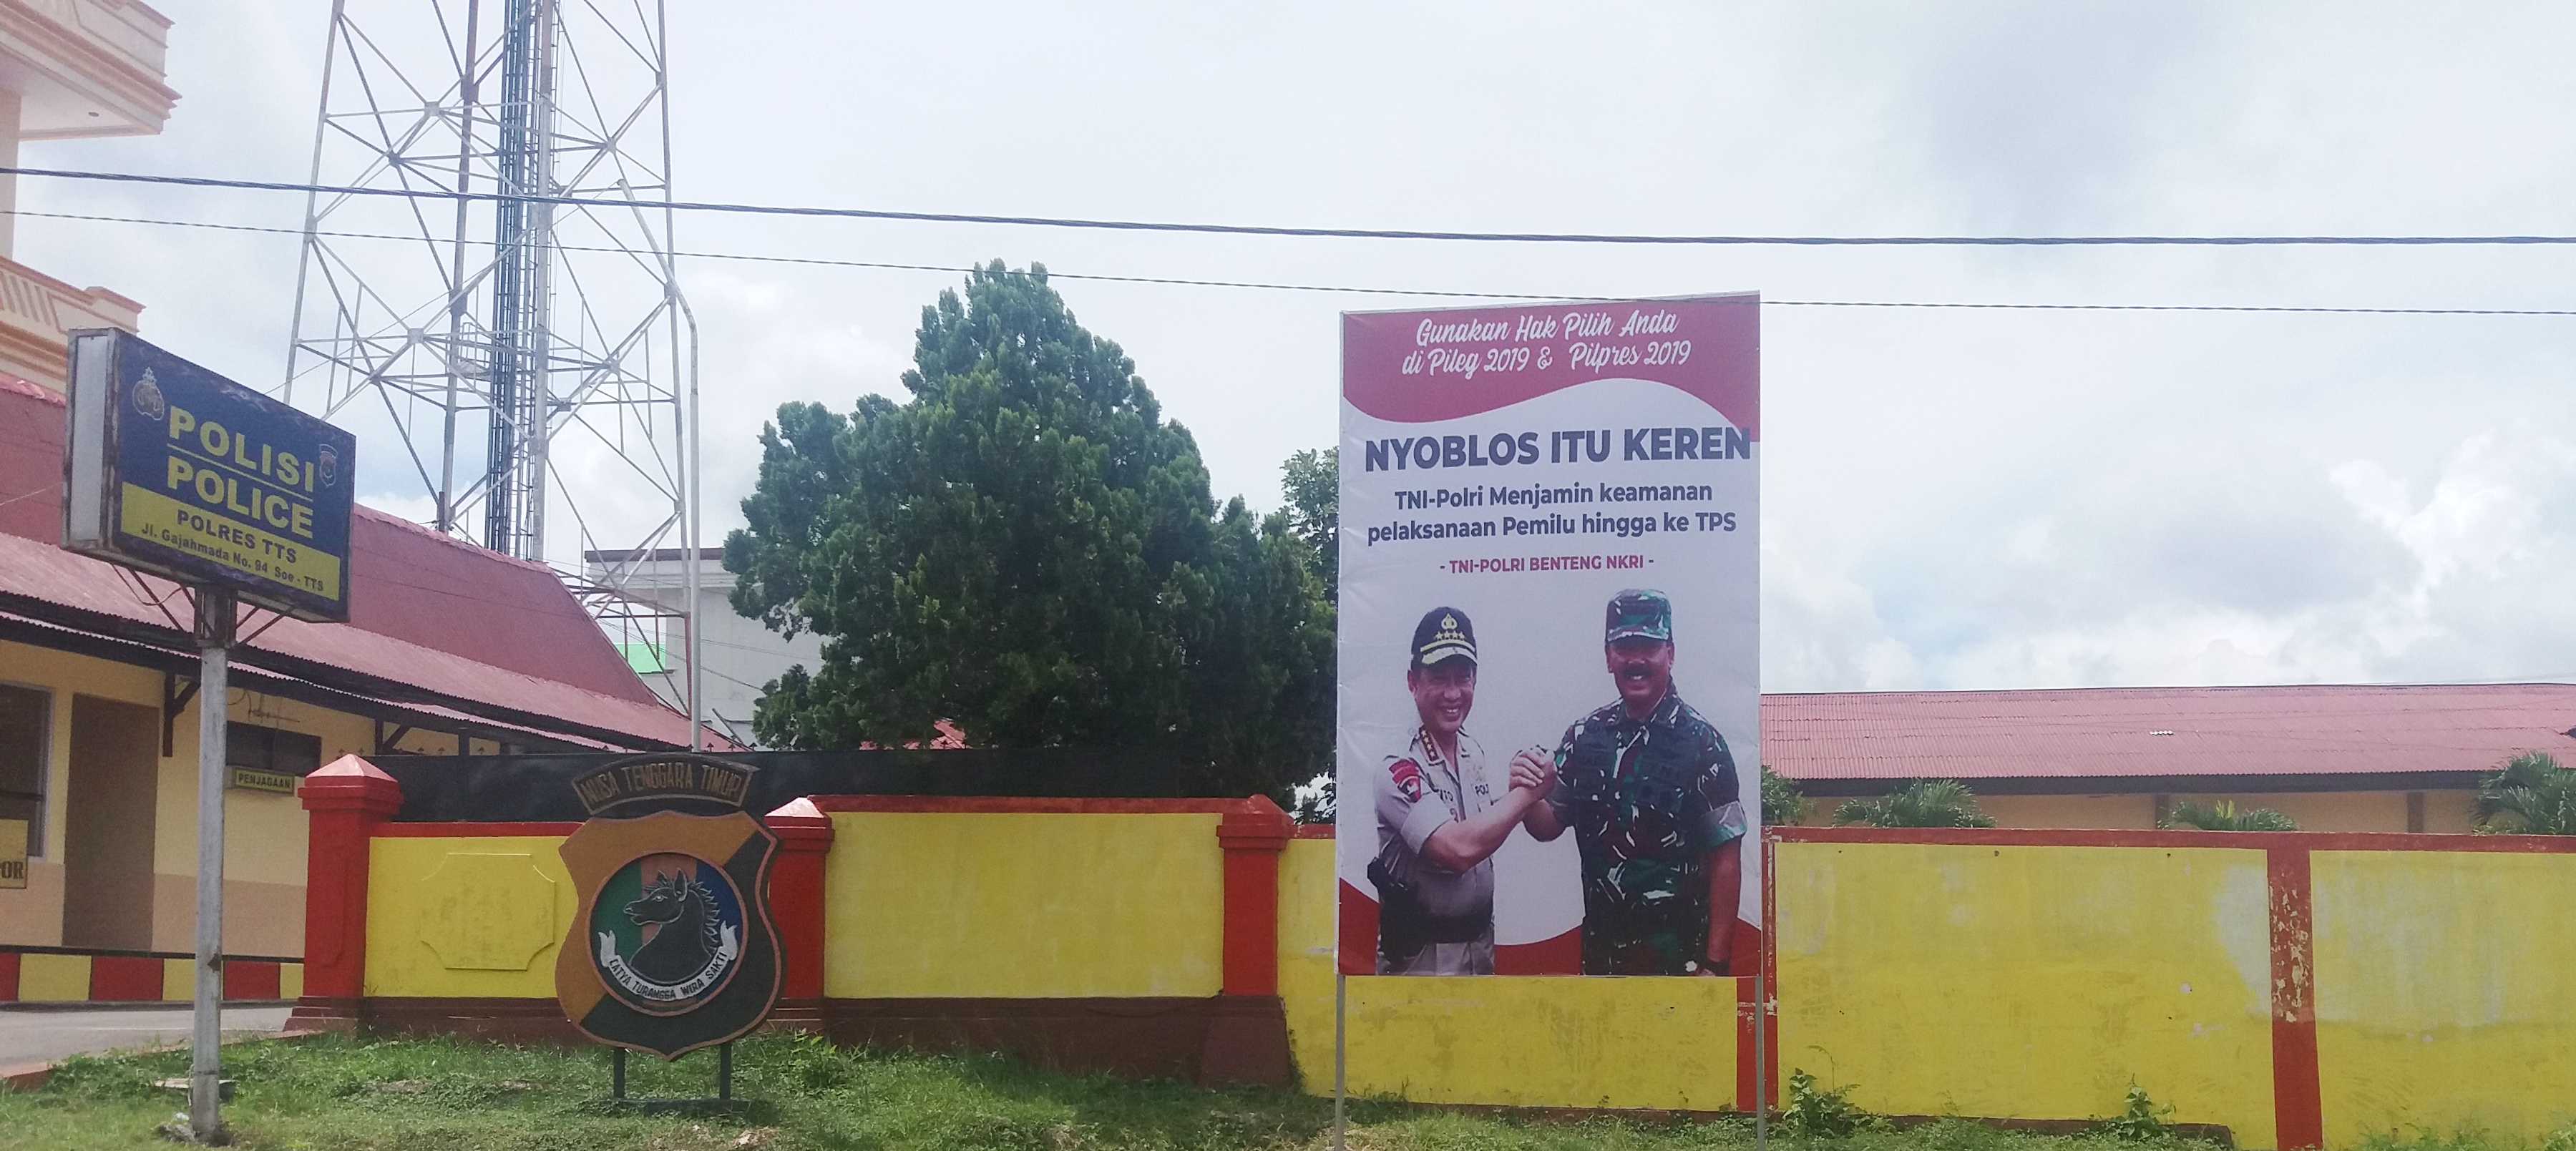 POLISI
POLICE
POLRES TTS
Jl. Gajahmada No. 94 Soe - TTS
PENJAGAAN
NUSA TENGGARA TIMUR
CATYA TURANGGA WIRA SAKTI
Gunakan Hak Pilih Anda
di Pileg 2019 & Pilpres 2019
NYOBLOS ITU KEREN
TNI-Polri Menjamin keamanan
pelaksanaan Pemilu hingga ke TPS
- TNI-POLRI BENTENG NKRI -